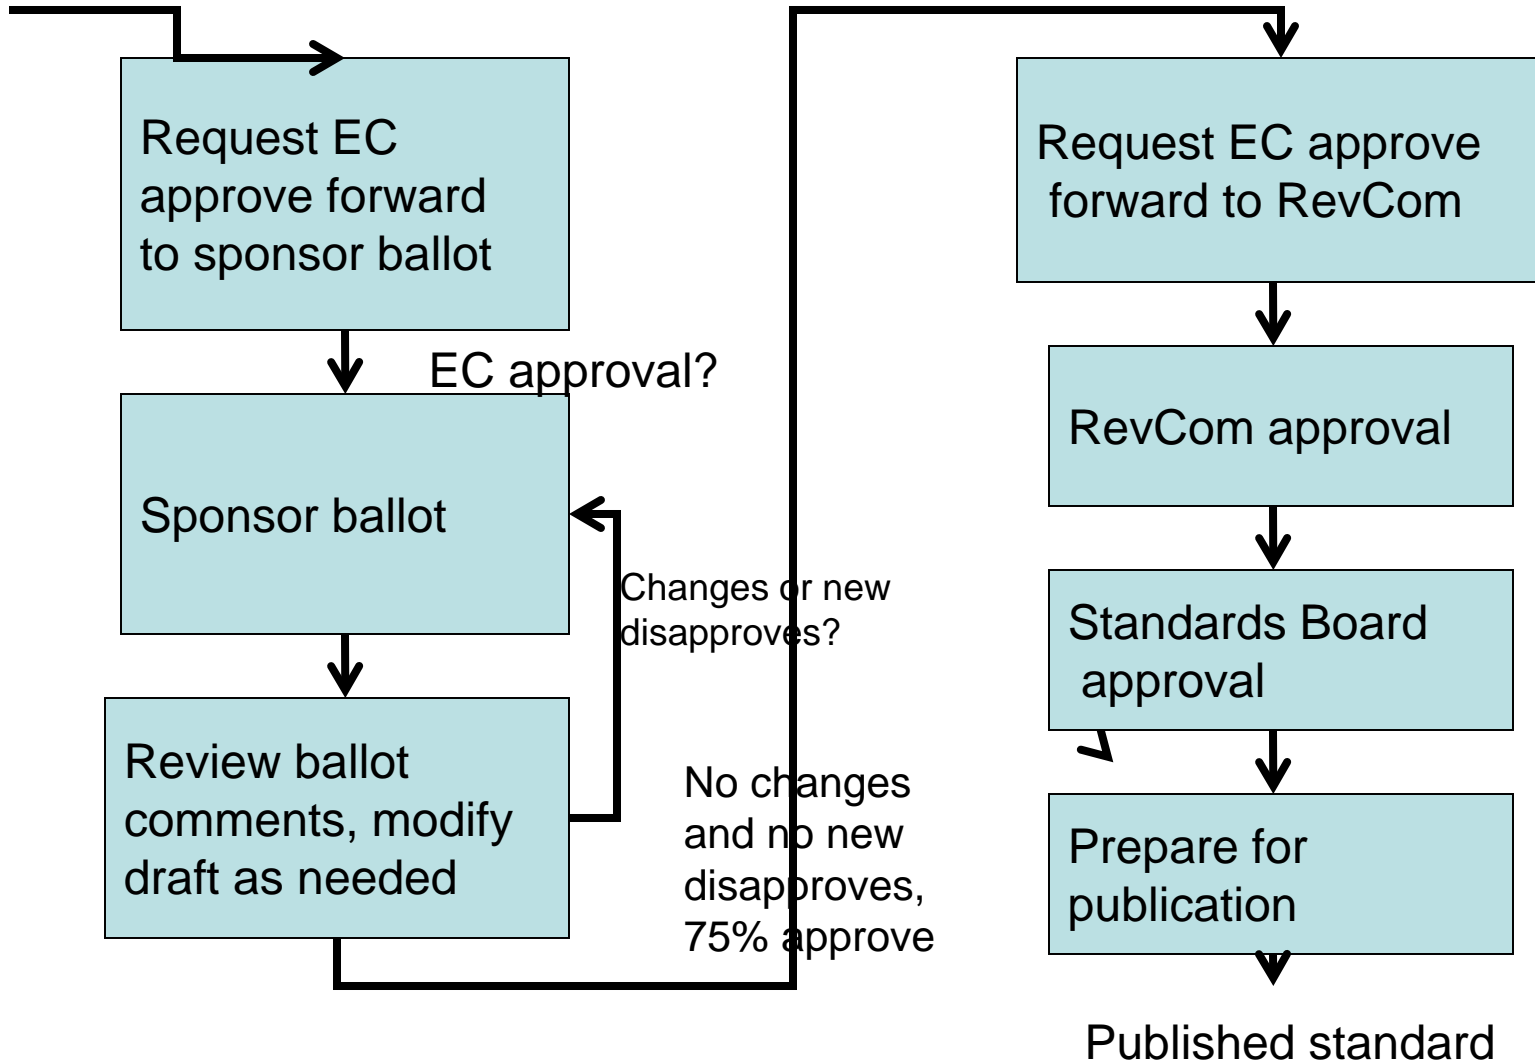 Request EC
approve forward
to sponsor ballot
EC approval?
Sponsor ballot
Changes or new
disapproves?
Review ballot
comments, modify
draft as needed
No changes
and no new
disapproves,
75% approve
Request EC approve
forward to RevCom
RevCom approval
Standards Board
approval
Prepare for
publication
Published standard